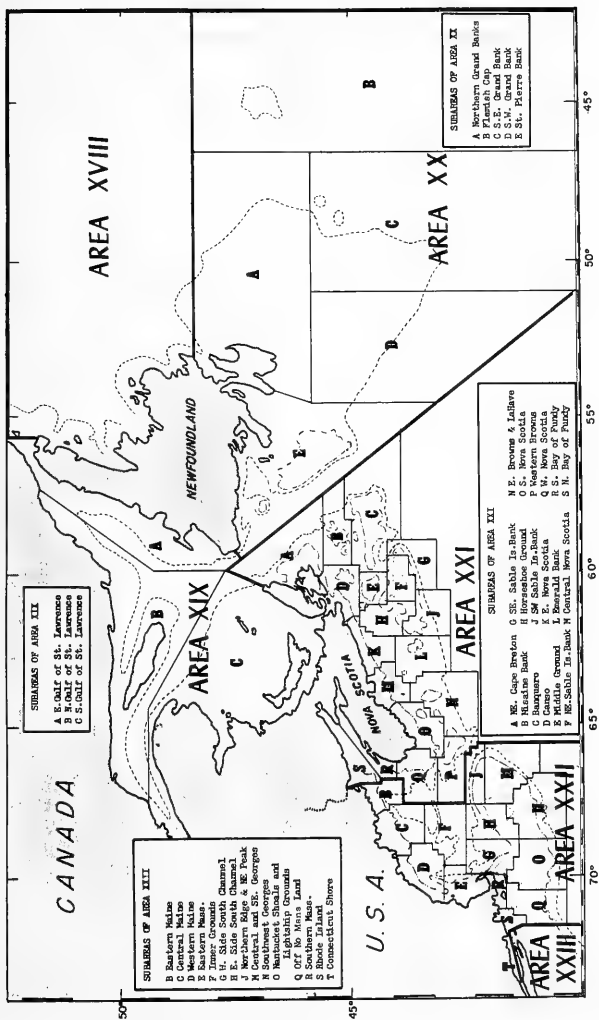 CANADA
50°
45°
U.S.A.
NEWFOUNDLAND
NOVA SCOTIA
AREA XVIII
AREA XIX
AREA XX
AREA XXI
AREA XXII
AREA XXIII
SUBAREAS OF AREA XXII
B Eastern Maine
C Central Maine
D Western Maine
E Eastern Mass.
F Inner Grounds
G H. Side South Channel
H E. Side South Channel
J Northern Edge & NE Peak
M Central and SE. Georges
N Southwest Georges
O Nantucket Shoals and
Lightship Grounds
Q Off No Mans Land
R Southern Mass.
S Rhode Island
T Connecticut Shore
SUBAREAS OF AREA XIX
A E.Gulf of St. Lawrence
B N.Gulf of St. Lawrence
C S.Gulf of St. Lawrence
SUBAREAS OF AREA XXI
A NE. Cape Breton
B Misaine Bank
C Banquero
D Canso
E Middle Ground
F NE.Sable Is.Bank
G SE. Sable Is.Bank
H Horseshoe Ground
J SW Sable Is.Bank
K E. Nova Scotia
L Emerald Bank
M Central Nova Scotia
N E. Browns & LaHave
O S. Nova Scotia
P Western Browns
Q W. Nova Scotia
R S. Bay of Fundy
S N. Bay of Fundy
SUBAREAS OF AREA XX
A Northern Grand Banks
B Flemish Cap
C S.E. Grand Bank
D S.W. Grand Bank
E St. Pierre Bank
70°
65°
60°
55°
50°
45°